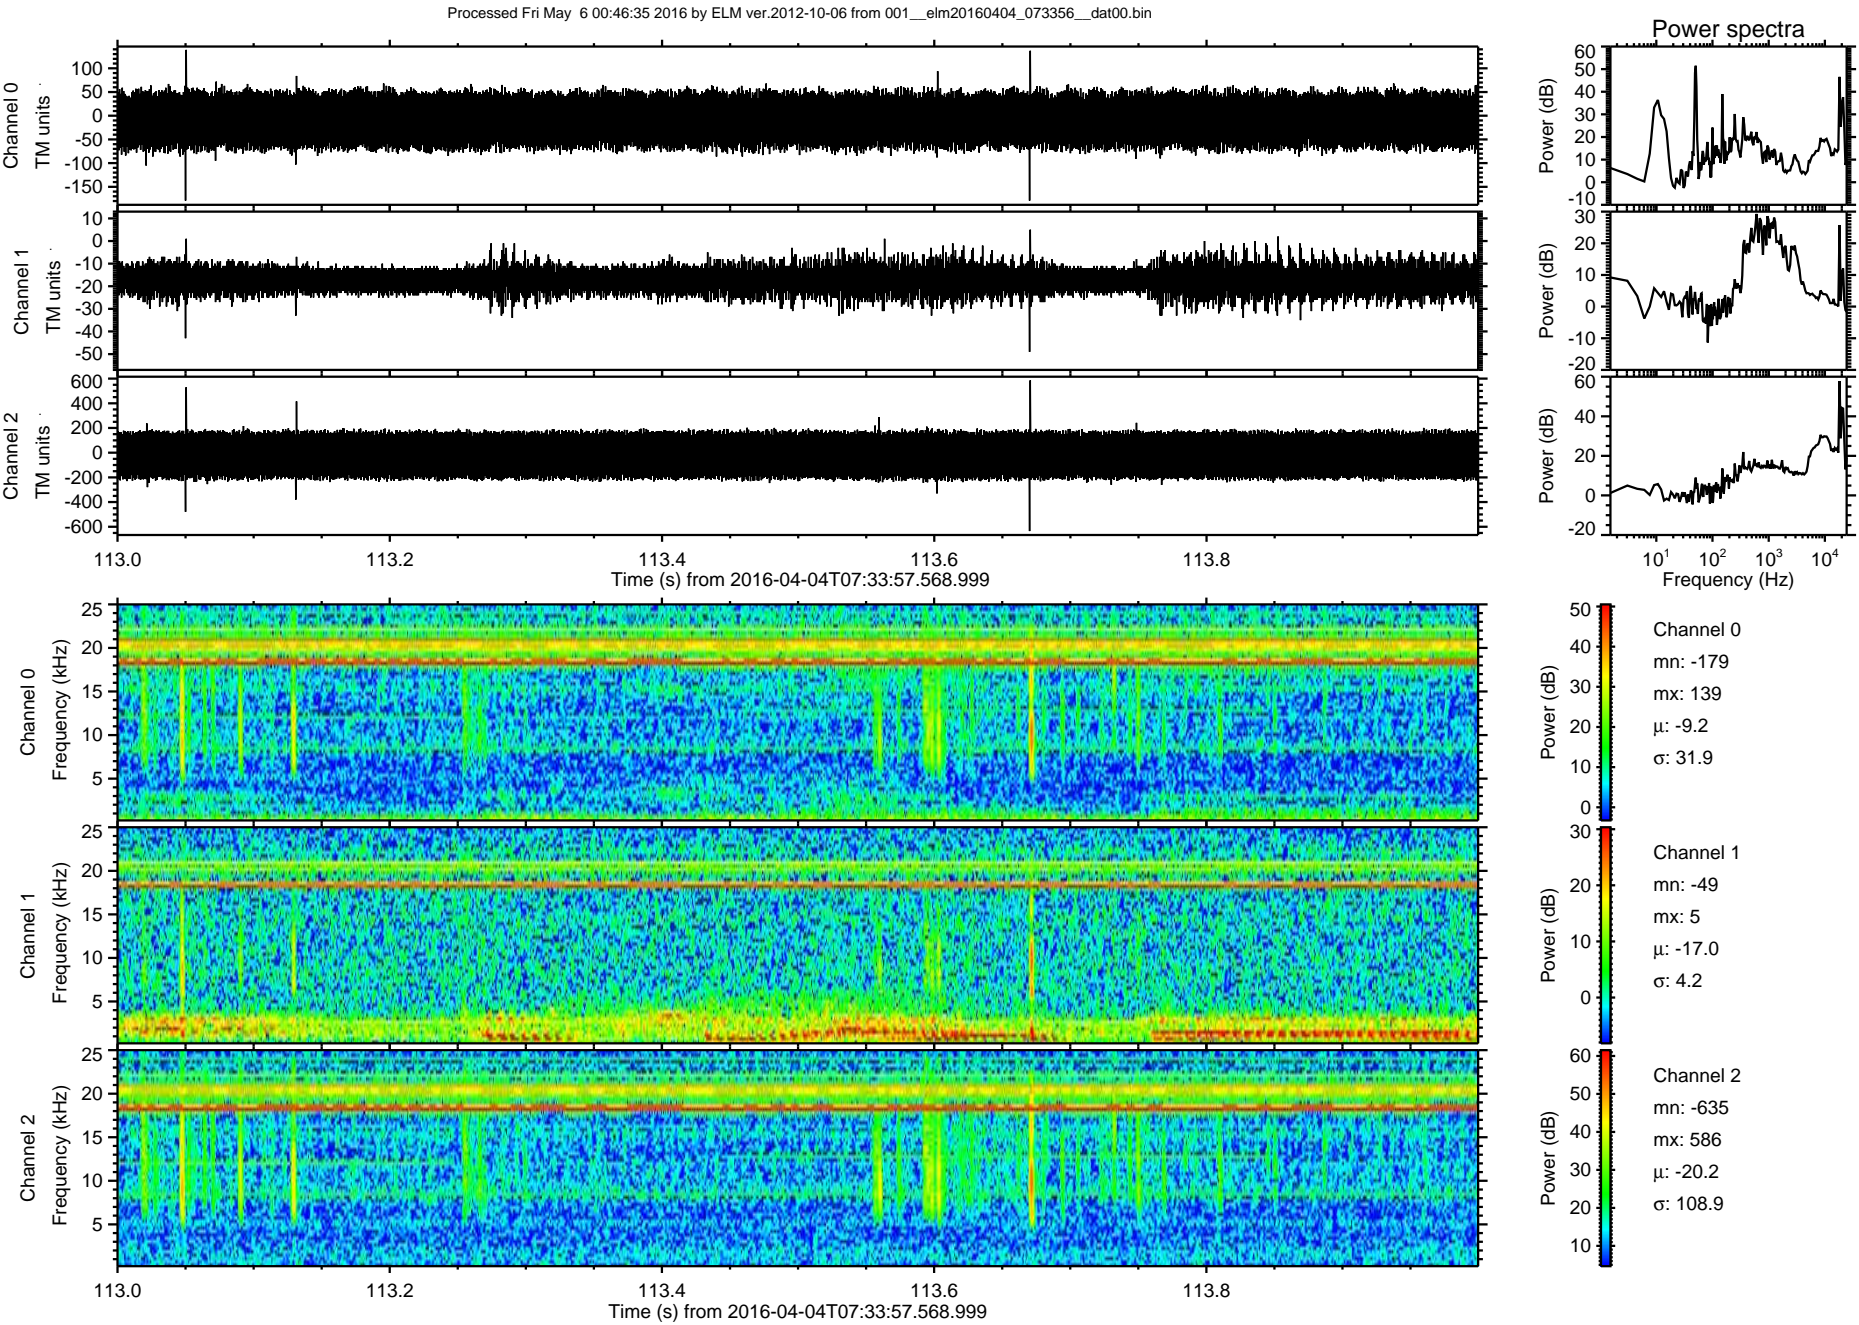 Processed Fri May  6 00:46:35 2016 by ELM ver.2012-10-06 from 001__elm20160404_073356__dat00.bin
Power spectra
Channel 0
TM units
100
50
0
-50
-100
-150
Power (dB)
60
50
40
30
20
10
0
-10
Channel 1
TM units
10
0
-10
-20
-30
-40
-50
Power (dB)
30
20
10
0
-10
-20
Channel 2
TM units
600
400
200
0
-200
-400
-600
Power (dB)
60
40
20
0
-20
113.0 113.2 113.4 113.6 113.8
Time (s) from 2016-04-04T07:33:57.568.999
10^1 10^2 10^3 10^4
Frequency (Hz)
Channel 0
Frequency (kHz)
25
20
15
10
5
Power (dB)
50
40
30
20
10
0
Channel 0
mn: -179
mx: 139
μ: -9.2
σ: 31.9
Channel 1
Frequency (kHz)
25
20
15
10
5
Power (dB)
30
20
10
0
Channel 1
mn: -49
mx: 5
μ: -17.0
σ: 4.2
Channel 2
Frequency (kHz)
25
20
15
10
5
Power (dB)
60
50
40
30
20
10
Channel 2
mn: -635
mx: 586
μ: -20.2
σ: 108.9
113.0 113.2 113.4 113.6 113.8
Time (s) from 2016-04-04T07:33:57.568.999